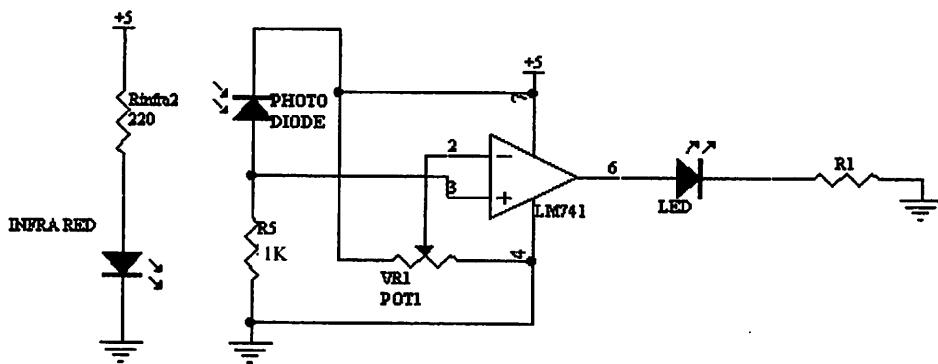 +5
Rinfra2
220
INFRA RED
PHOTO
DIODE
R5
1K
+5
7
2
3
6
4
LM741
VR1
POT1
LED
R1